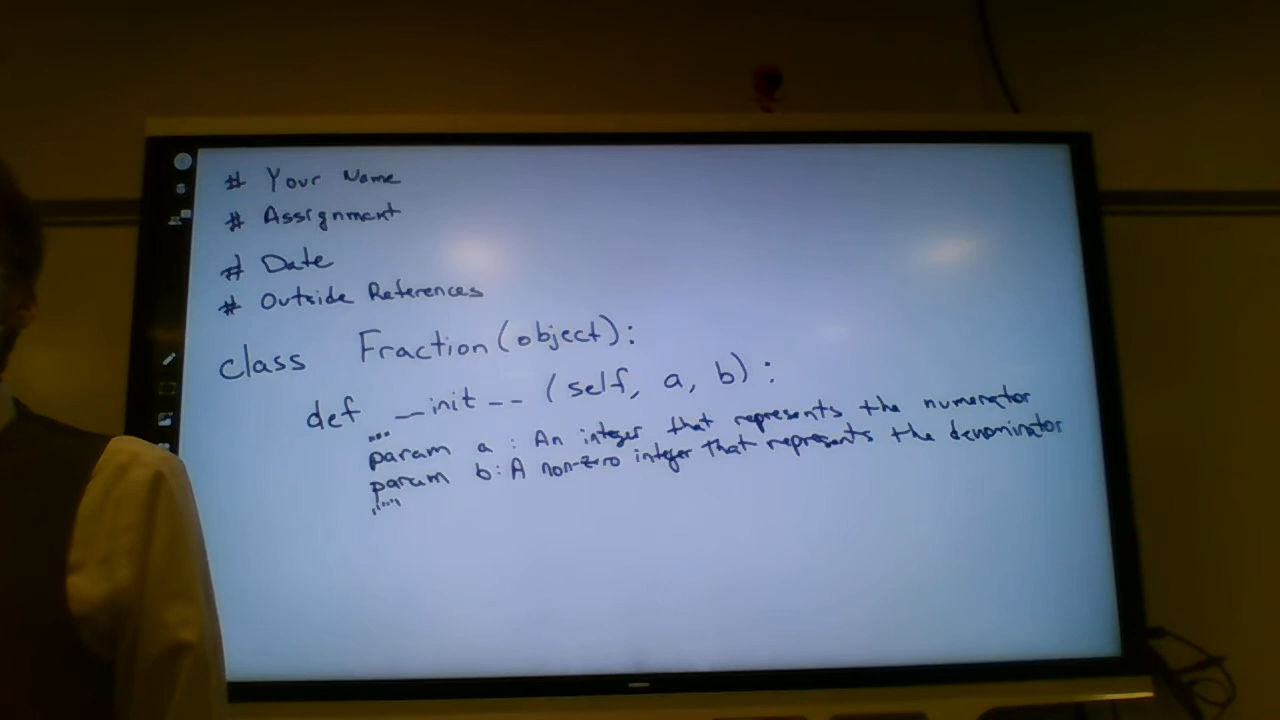 # Your Name
# Assignment
# Date
# Outside References
class Fraction(object):
def __init__(self, a, b):
"""
param a: An integer that represents the numerator
param b: A non-zero integer that represents the denominator
"""